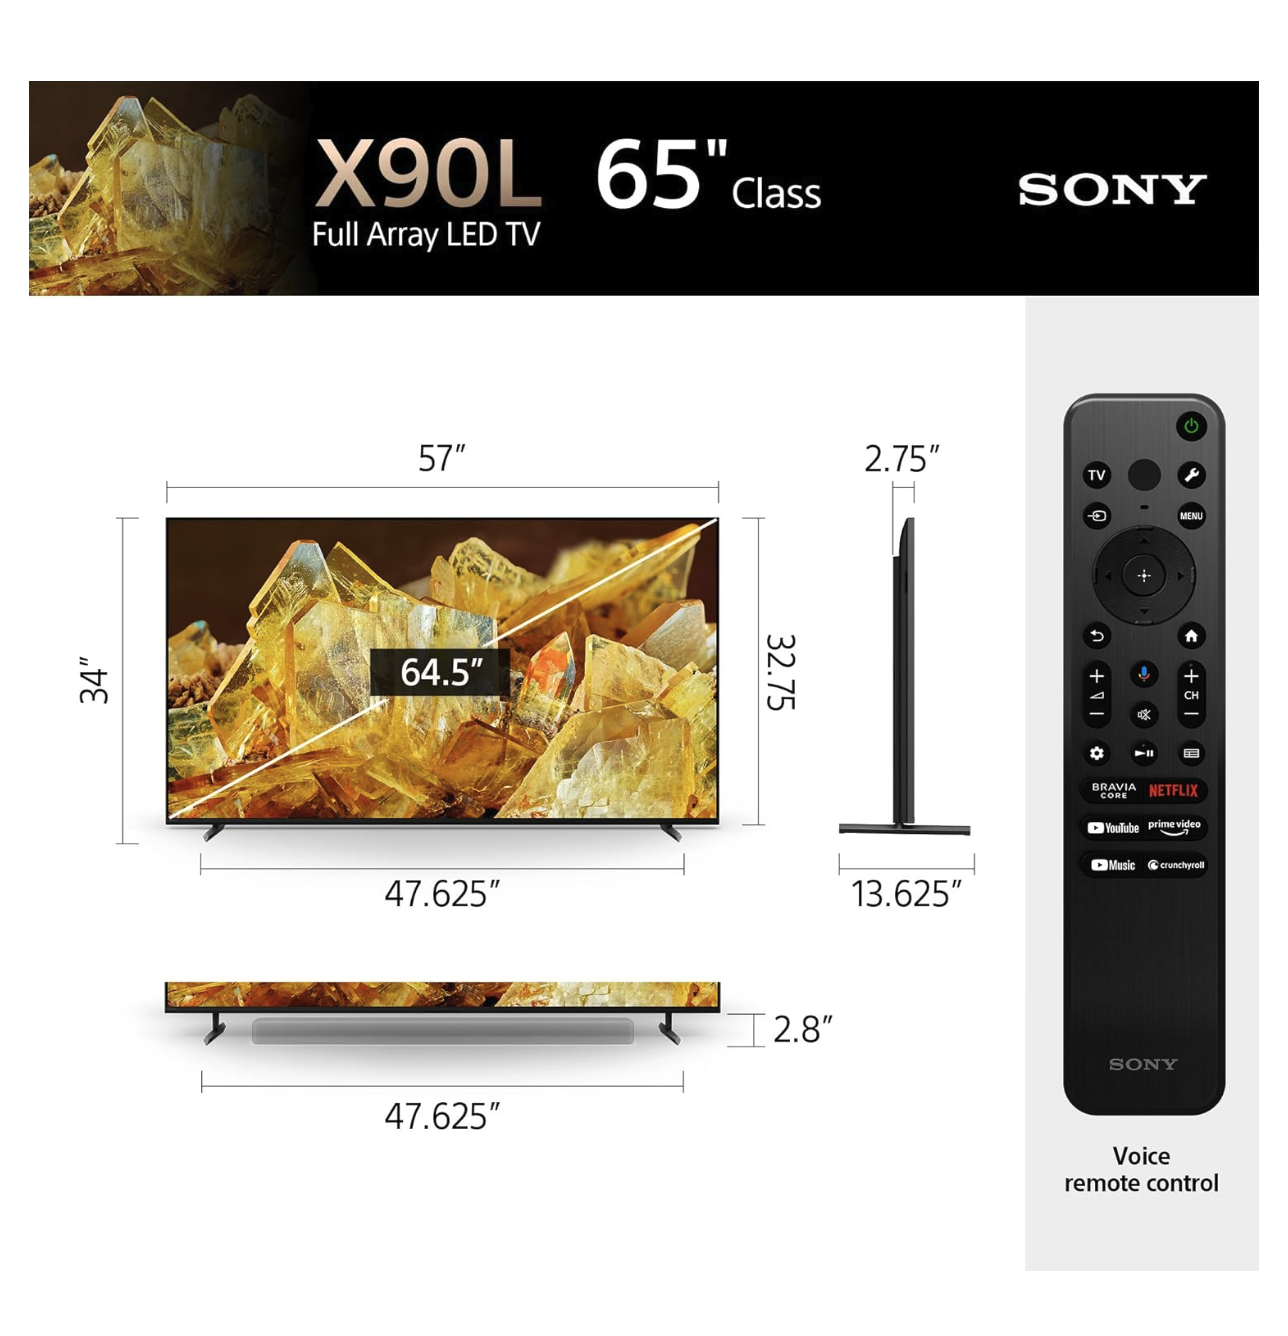 X90L
Full Array LED TV
65" Class
SONY
57”
2.75”
34”
64.5”
32.75
47.625”
13.625”
2.8”
47.625”
TV
MENU
CH
BRAVIA
CORE
NETFLIX
YouTube
prime video
Music
crunchyroll
SONY
Voice
remote control